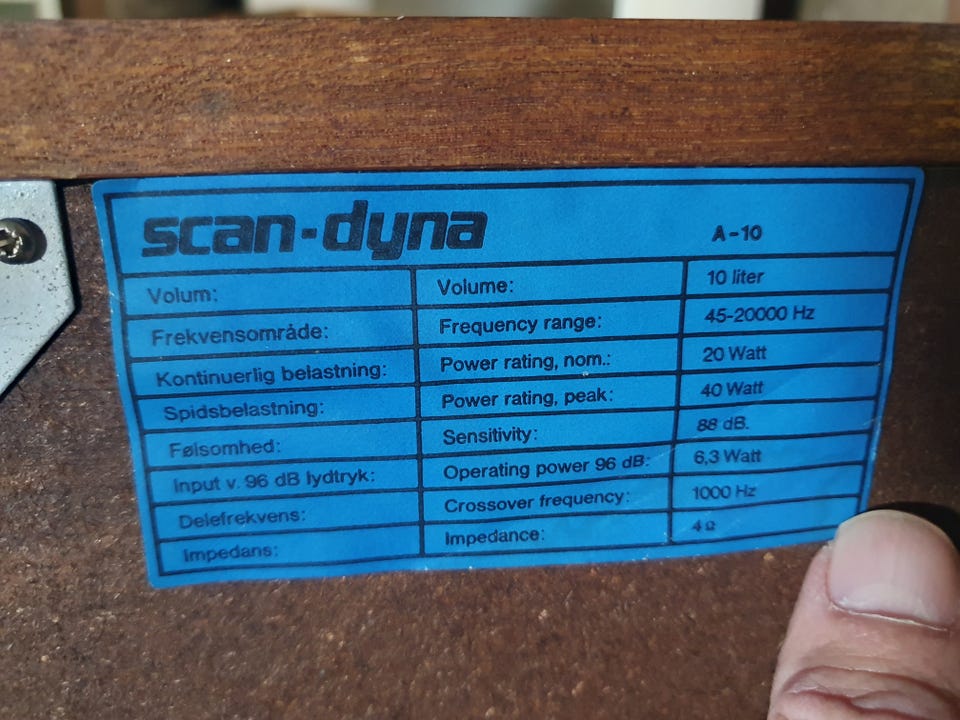 scan-dyna A-10
Volum: Volume: 10 liter
Frekvensområde: Frequency range: 45-20000 Hz
Kontinuerlig belastning: Power rating, nom.: 20 Watt
Spidsbelastning: Power rating, peak: 40 Watt
Følsomhed: Sensitivity: 88 dB.
Input v. 96 dB lydtryk: Operating power 96 dB: 6,3 Watt
Delefrekvens: Crossover frequency: 1000 Hz
Impedans: Impedance: 4 Ω